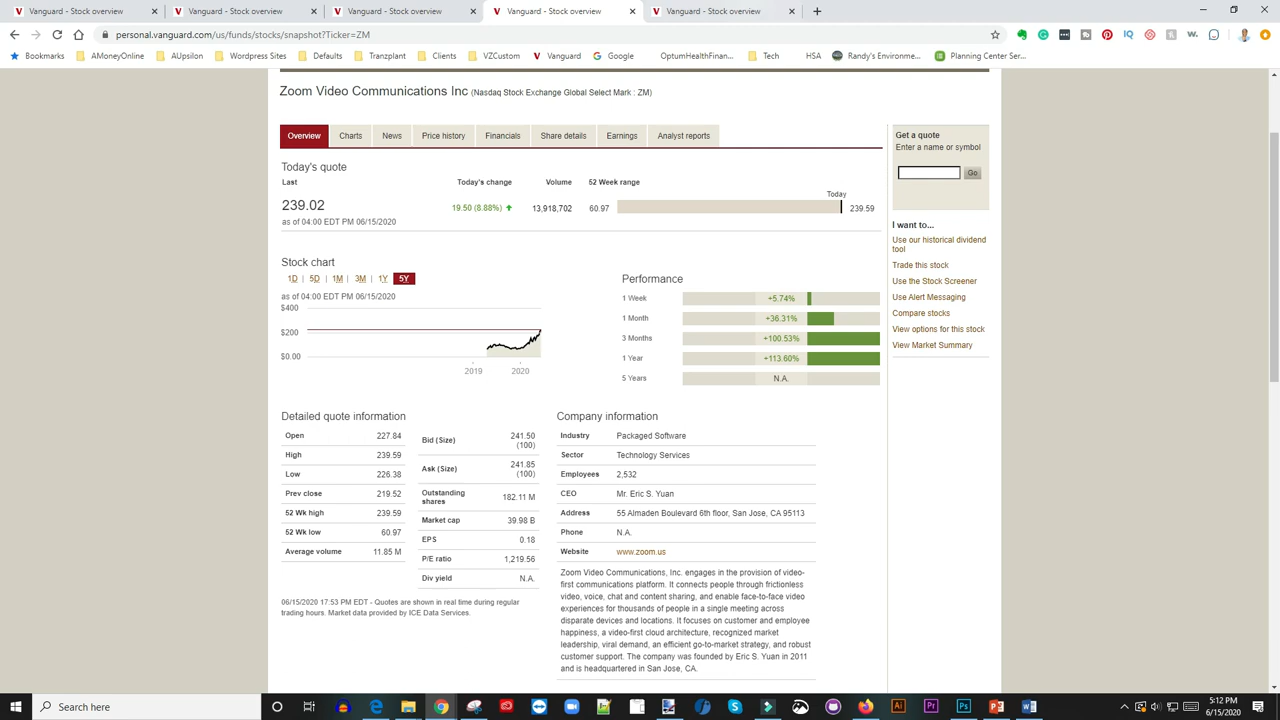 Vanguard - Stocks overview
Vanguard - Stocks overview
Vanguard - Stocks overview
Vanguard - Stocks overview
personal.vanguard.com/us/funds/stocks/snapshot?Ticker=ZM
Bookmarks
AMoneyOnline
AUpsilon
Wordpress Sites
Defaults
Tranzplant
Clients
VZCustom
Vanguard
Google
OptumHealthFinan...
Tech
HSA
Randy's Environme...
Planning Center Ser...
Zoom Video Communications Inc (Nasdaq Stock Exchange Global Select Mark : ZM)
Overview
Charts
News
Price history
Financials
Share details
Earnings
Analyst reports
Today's quote
Last
Today's change
Volume
52 Week range
Today
239.02
19.50 (8.88%)
13,918,702
60.97
239.59
as of 04:00 EDT PM 06/15/2020
Stock chart
1D | 5D | 1M | 3M | 1Y 5Y
as of 04:00 EDT PM 06/15/2020
$400
$200
$0.00
2019
2020
Performance
1 Week +5.74%
1 Month +36.31%
3 Months +100.53%
1 Year +113.60%
5 Years N.A.
Detailed quote information
Open 227.84
High 239.59
Low 226.38
Prev close 219.52
52 Wk high 239.59
52 Wk low 60.97
Average volume 11.85 M
Bid (Size) 241.50
(100)
Ask (Size) 241.85
(100)
Outstanding
shares 182.11 M
Market cap 39.98 B
EPS 0.18
P/E ratio 1,219.56
Div yield N.A.
06/15/2020 17:53 PM EDT - Quotes are shown in real time during regular
trading hours. Market data provided by ICE Data Services.
Company information
Industry Packaged Software
Sector Technology Services
Employees 2,532
CEO Mr. Eric S. Yuan
Address 55 Almaden Boulevard 6th floor, San Jose, CA 95113
Phone N.A.
Website www.zoom.us
Zoom Video Communications, Inc. engages in the provision of video-
first communications platform. It connects people through frictionless
video, voice, chat and content sharing, and enable face-to-face video
experiences for thousands of people in a single meeting across
disparate devices and locations. It focuses on customer and employee
happiness, a video-first cloud architecture, recognized market
leadership, viral demand, an efficient go-to-market strategy, and robust
customer support. The company was founded by Eric S. Yuan in 2011
and is headquartered in San Jose, CA.
Get a quote
Enter a name or symbol
Go
I want to...
Use our historical dividend
tool
Trade this stock
Use the Stock Screener
Use Alert Messaging
Compare stocks
View options for this stock
View Market Summary
Search here
5:12 PM
6/15/2020